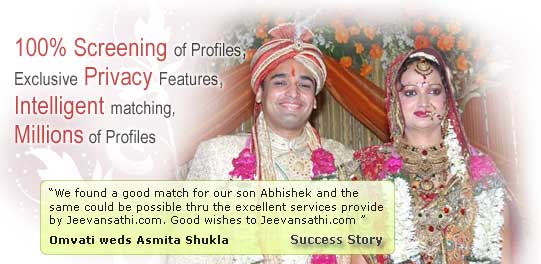 100% Screening of Profiles,
Exclusive Privacy Features,
Intelligent matching,
Millions of Profiles
“We found a good match for our son Abhishek and the
same could be possible thru the excellent services provide
by Jeevansathi.com. Good wishes to Jeevansathi.com ”
Omvati weds Asmita Shukla Success Story